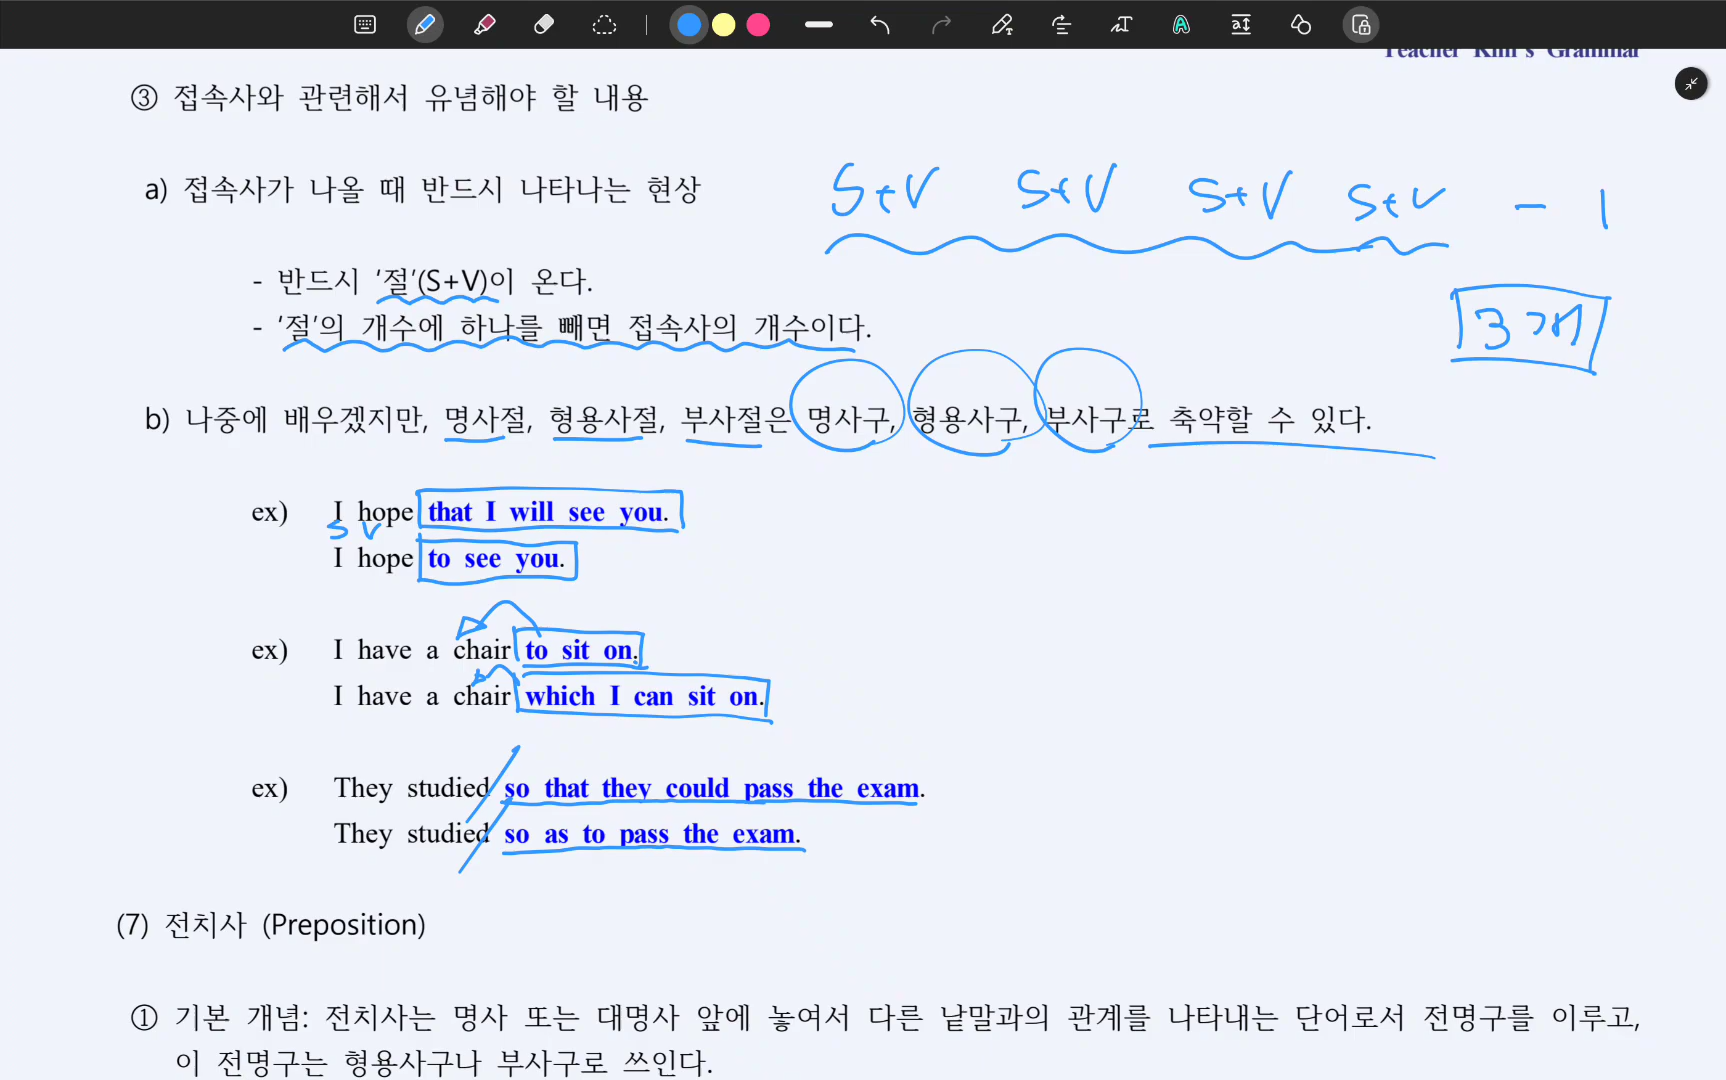 Teacher Kim's Grammar
③ 접속사와 관련해서 유념해야 할 내용
a) 접속사가 나올 때 반드시 나타나는 현상
S+V S+V S+V S+V - 1
- 반드시 '절'(S+V)이 온다.
- '절'의 개수에 하나를 빼면 접속사의 개수이다.
3개
b) 나중에 배우겠지만, 명사절, 형용사절, 부사절은 명사구, 형용사구, 부사구로 축약할 수 있다.
ex) I hope that I will see you.
S V
I hope to see you.
ex) I have a chair to sit on.
I have a chair which I can sit on.
ex) They studied so that they could pass the exam.
They studied so as to pass the exam.
(7) 전치사 (Preposition)
① 기본 개념: 전치사는 명사 또는 대명사 앞에 놓여서 다른 낱말과의 관계를 나타내는 단어로서 전명구를 이루고,
이 전명구는 형용사구나 부사구로 쓰인다.